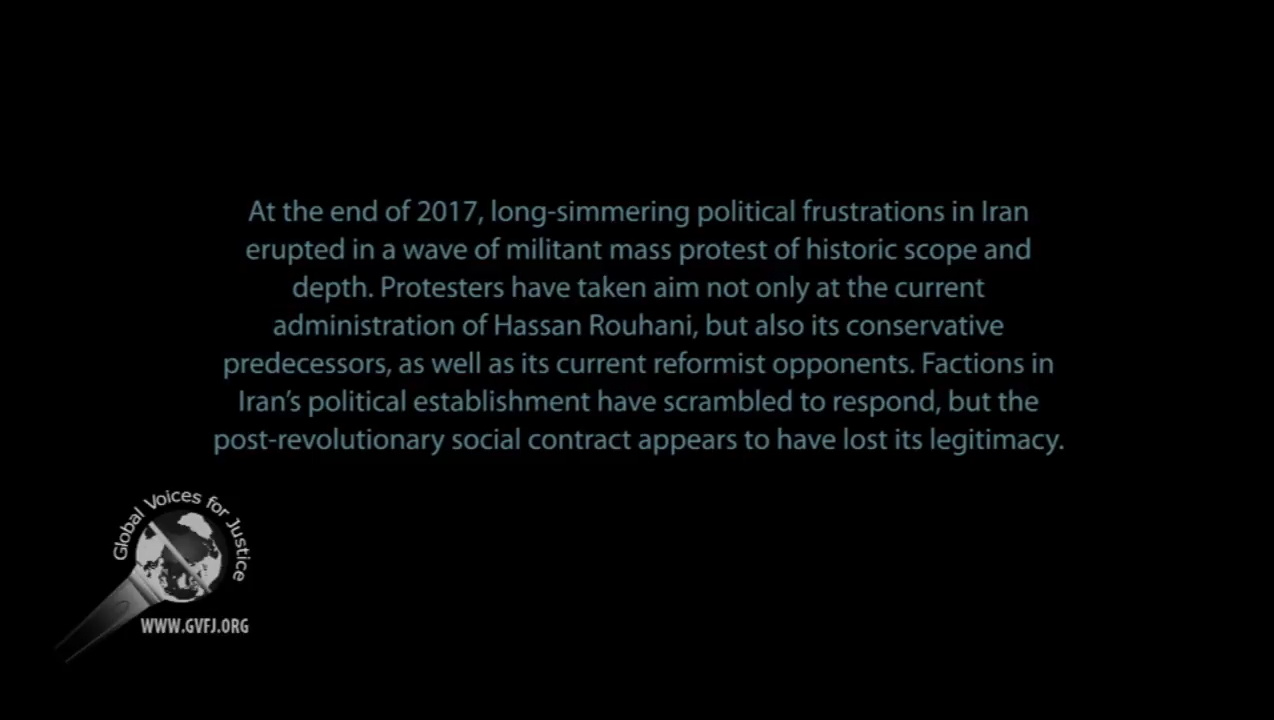 At the end of 2017, long-simmering political frustrations in Iran
erupted in a wave of militant mass protest of historic scope and
depth. Protesters have taken aim not only at the current
administration of Hassan Rouhani, but also its conservative
predecessors, as well as its current reformist opponents. Factions in
Iran’s political establishment have scrambled to respond, but the
post-revolutionary social contract appears to have lost its legitimacy.
Global Voices for Justice
WWW.GVFJ.ORG